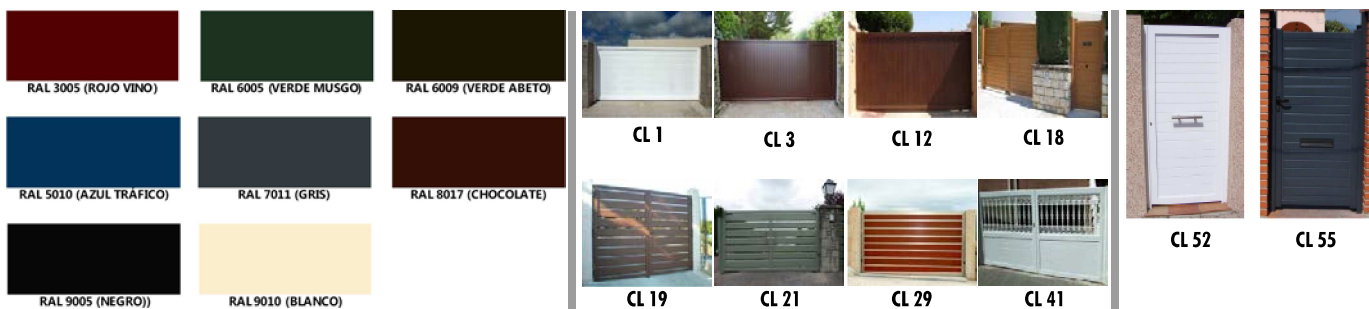 RAL 3005 (ROJO VINO)
RAL 6005 (VERDE MUSGO)
RAL 6009 (VERDE ABETO)
RAL 5010 (AZUL TRÁFICO)
RAL 7011 (GRIS)
RAL 8017 (CHOCOLATE)
RAL 9005 (NEGRO))
RAL 9010 (BLANCO)
CL 1
CL 3
CL 12
CL 18
CL 19
CL 21
CL 29
CL 41
CL 52
CL 55